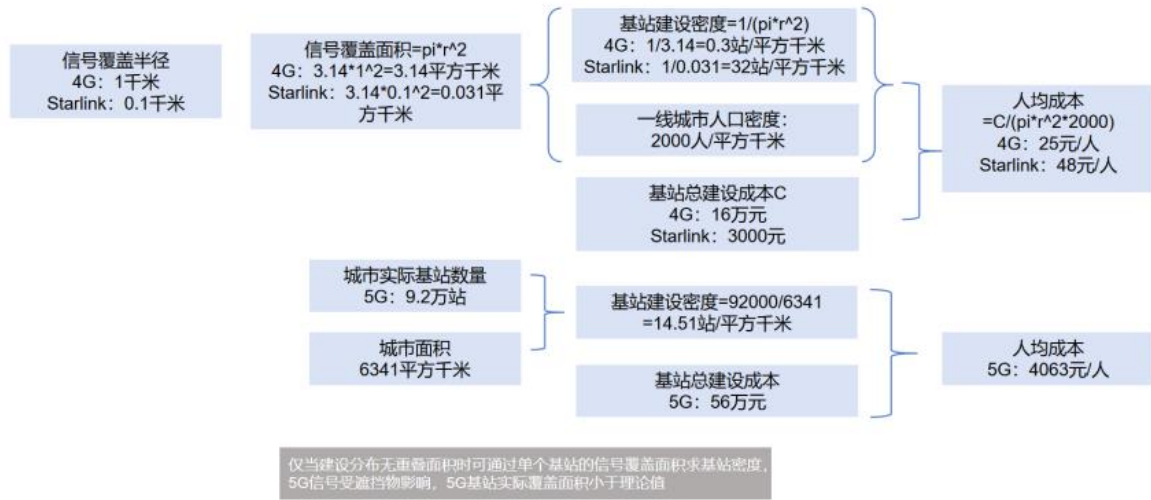 信号覆盖半径
4G：1千米
Starlink：0.1千米
信号覆盖面积=pi*r^2
4G：3.14*1^2=3.14平方千米
Starlink：3.14*0.1^2=0.031平
方千米
基站建设密度=1/(pi*r^2)
4G：1/3.14=0.3站/平方千米
Starlink：1/0.031=32站/平方千米
一线城市人口密度：
2000人/平方千米
基站总建设成本C
4G：16万元
Starlink：3000元
人均成本
=C/(pi*r^2*2000)
4G：25元/人
Starlink：48元/人
城市实际基站数量
5G：9.2万站
城市面积
6341平方千米
基站建设密度=92000/6341
=14.51站/平方千米
基站总建设成本
5G：56万元
人均成本
5G：4063元/人
仅当建设分布无重叠面积时可通过单个基站的信号覆盖面积求基站密度，
5G信号受遮挡物影响，5G基站实际覆盖面积小于理论值